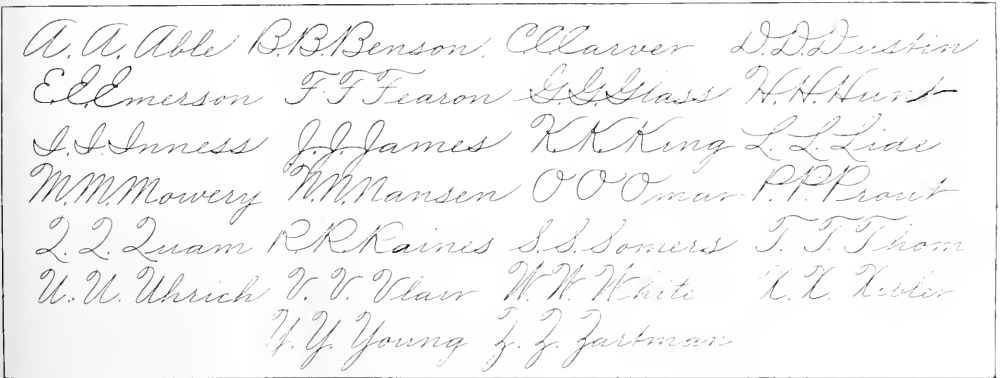 A. A. Able B.B.Benson. C C Carver D.D.Dustin
E.E.Emerson F F Fearon G G Glass H.H.Hunt
I.I.Inness J.J.James K K King L.L.Lide
M.M.Mowery N.N.Nansen O O Omar P.P.Prout
Q. Q. Quam R R Raines S.S.Somers T. T. Thom
U. U. Uhrich V. V. Vlair W. W. White X. X. Xibler
Y. Y. Young Z. Z. Zartman